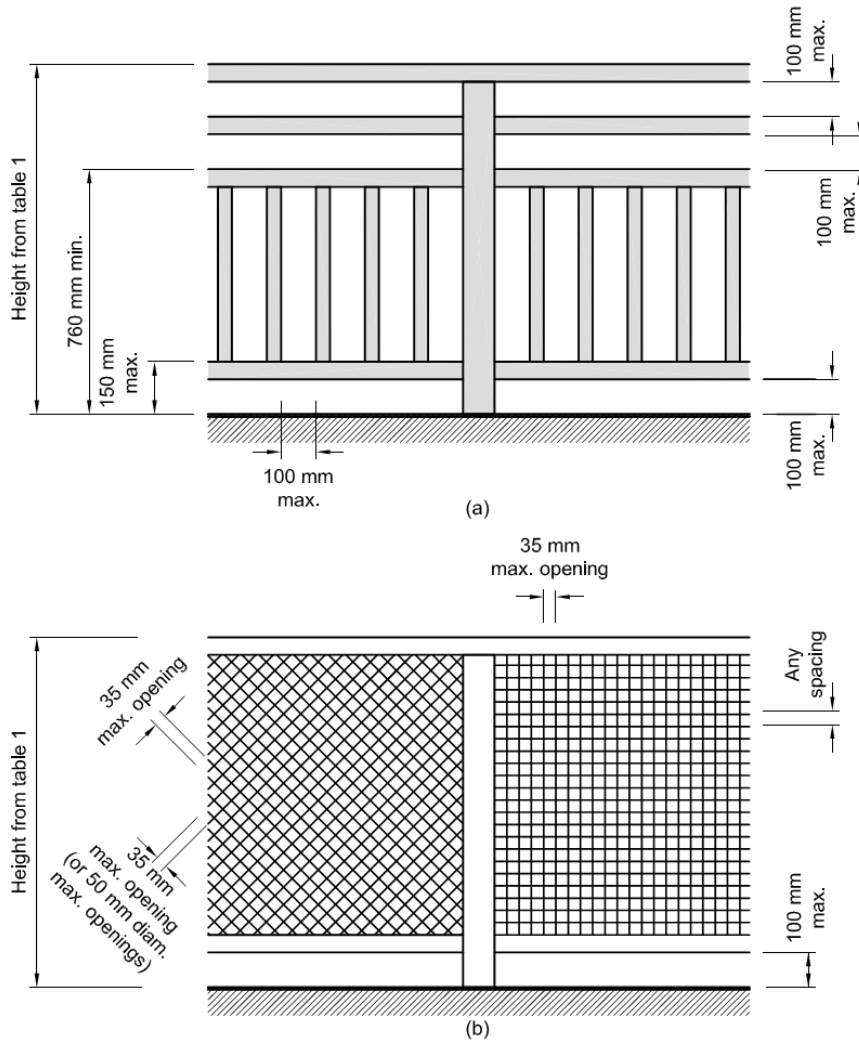 100 mm
max.
Height from table 1
760 mm min.
150 mm
max.
100 mm
max.
100 mm
max.
100 mm
max.
(a)
35 mm
max. opening
35 mm
max. opening
Any
spacing
Height from table 1
35 mm
max. opening
(or 50 mm diam.
max. openings)
100 mm
max.
(b)